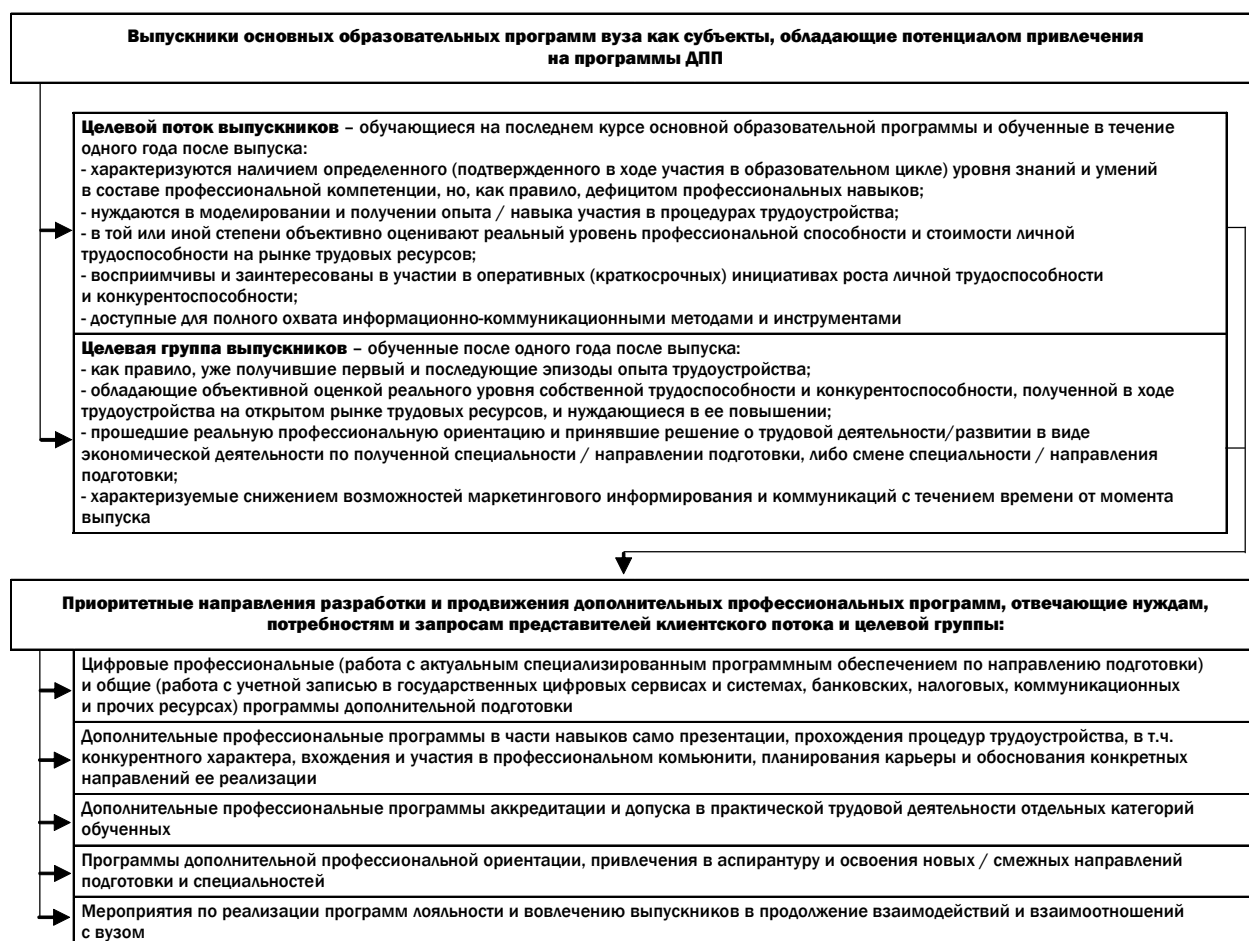 Выпускники основных образовательных программ вуза как субъекты, обладающие потенциалом привлечения
на программы ДПП
Целевой поток выпускников – обучающиеся на последнем курсе основной образовательной программы и обученные в течение
одного года после выпуска:
- характеризуются наличием определенного (подтвержденного в ходе участия в образовательном цикле) уровня знаний и умений
в составе профессиональной компетенции, но, как правило, дефицитом профессиональных навыков;
- нуждаются в моделировании и получении опыта / навыка участия в процедурах трудоустройства;
- в той или иной степени объективно оценивают реальный уровень профессиональной способности и стоимости личной
трудоспособности на рынке трудовых ресурсов;
- восприимчивы и заинтересованы в участии в оперативных (краткосрочных) инициативах роста личной трудоспособности
и конкурентоспособности;
- доступные для полного охвата информационно-коммуникационными методами и инструментами
Целевая группа выпускников – обученные после одного года после выпуска:
- как правило, уже получившие первый и последующие эпизоды опыта трудоустройства;
- обладающие объективной оценкой реального уровня собственной трудоспособности и конкурентоспособности, полученной в ходе
трудоустройства на открытом рынке трудовых ресурсов, и нуждающиеся в ее повышении;
- прошедшие реальную профессиональную ориентацию и принявшие решение о трудовой деятельности/развитии в виде
экономической деятельности по полученной специальности / направлении подготовки, либо смене специальности / направления
подготовки;
- характеризуемые снижением возможностей маркетингового информирования и коммуникаций с течением времени от момента
выпуска
Приоритетные направления разработки и продвижения дополнительных профессиональных программ, отвечающие нуждам,
потребностям и запросам представителей клиентского потока и целевой группы:
Цифровые профессиональные (работа с актуальным специализированным программным обеспечением по направлению подготовки)
и общие (работа с учетной записью в государственных цифровых сервисах и системах, банковских, налоговых, коммуникационных
и прочих ресурсах) программы дополнительной подготовки
Дополнительные профессиональные программы в части навыков само презентации, прохождения процедур трудоустройства, в т.ч.
конкурентного характера, вхождения и участия в профессиональном комьюнити, планирования карьеры и обоснования конкретных
направлений ее реализации
Дополнительные профессиональные программы аккредитации и допуска в практической трудовой деятельности отдельных категорий
обученных
Программы дополнительной профессиональной ориентации, привлечения в аспирантуру и освоения новых / смежных направлений
подготовки и специальностей
Мероприятия по реализации программ лояльности и вовлечению выпускников в продолжение взаимодействий и взаимоотношений
с вузом